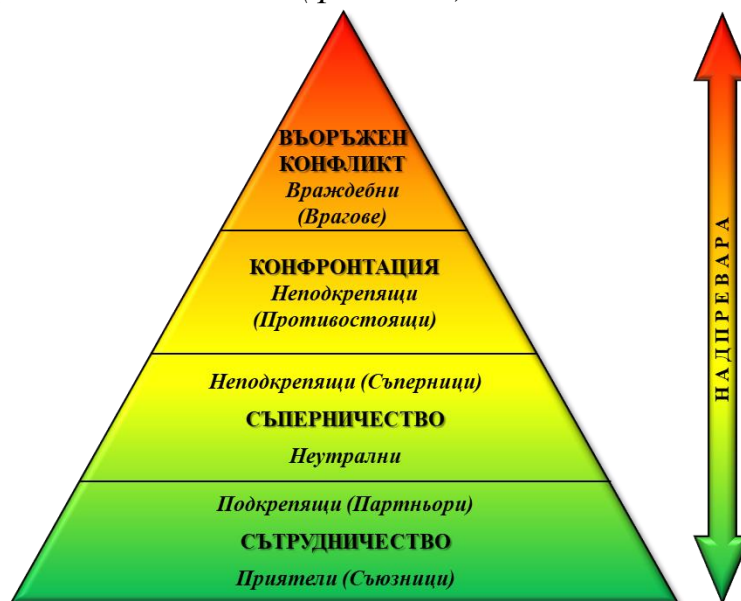 ВЪОРЪЖЕН
КОНФЛИКТ
Враждебни
(Врагове)
КОНФРОНТАЦИЯ
Неподкрепящи
(Противостоящи)
Неподкрепящи (Съперници)
СЪПЕРНИЧЕСТВО
Неутрални
Подкрепящи (Партньори)
СЪТРУДНИЧЕСТВО
Приятели (Съюзници)
НАДПРЕВАРА